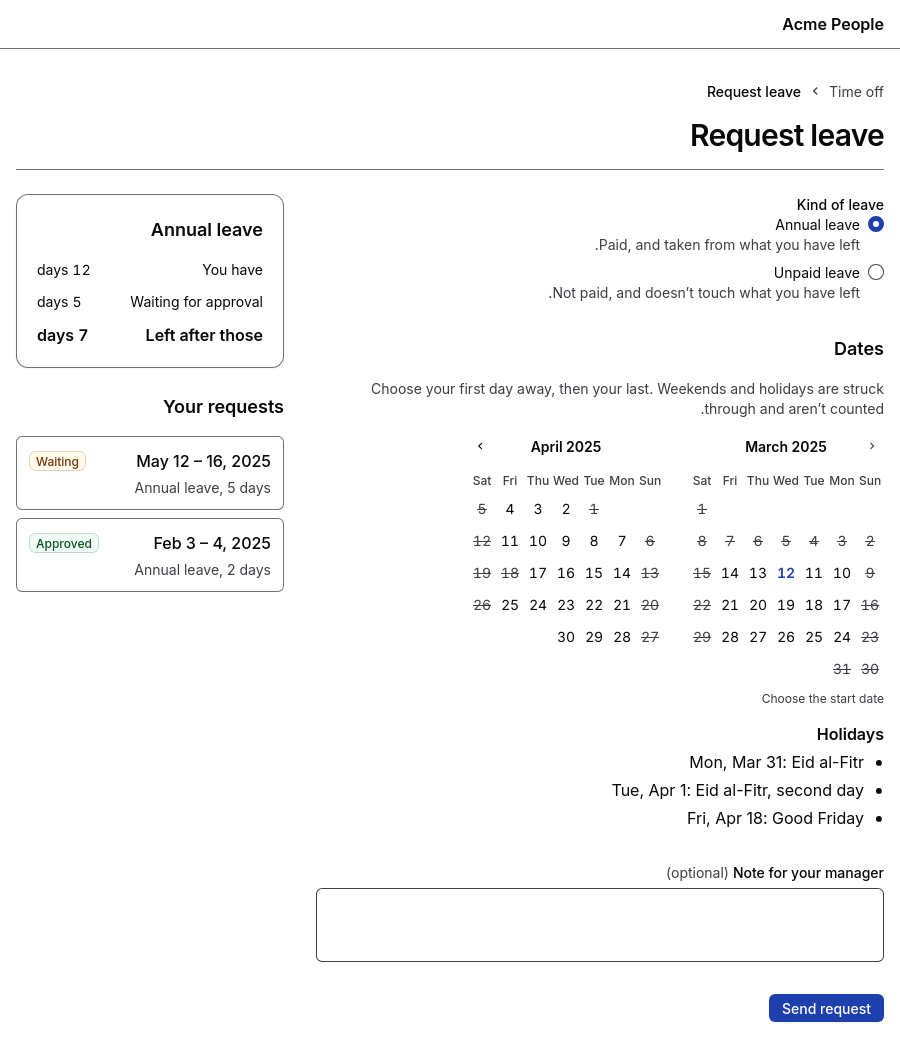 Acme People
Time off ‹ Request leave
Request leave
Kind of leave
Annual leave
.Paid, and taken from what you have left
Unpaid leave
.Not paid, and doesn’t touch what you have left
Dates
Choose your first day away, then your last. Weekends and holidays are struck
.through and aren’t counted
March 2025
Sun Mon Tue Wed Thu Fri Sat
1
2 3 4 5 6 7 8
9 10 11 12 13 14 15
16 17 18 19 20 21 22
23 24 25 26 27 28 29
30 31
April 2025
Sun Mon Tue Wed Thu Fri Sat
1 2 3 4 5
6 7 8 9 10 11 12
13 14 15 16 17 18 19
20 21 22 23 24 25 26
27 28 29 30
Choose the start date
Holidays
Mon, Mar 31: Eid al-Fitr
Tue, Apr 1: Eid al-Fitr, second day
Fri, Apr 18: Good Friday
Note for your manager (optional)
Send request
Annual leave
You have days 12
Waiting for approval days 5
Left after those days 7
Your requests
May 12 – 16, 2025 Waiting
Annual leave, 5 days
Feb 3 – 4, 2025 Approved
Annual leave, 2 days